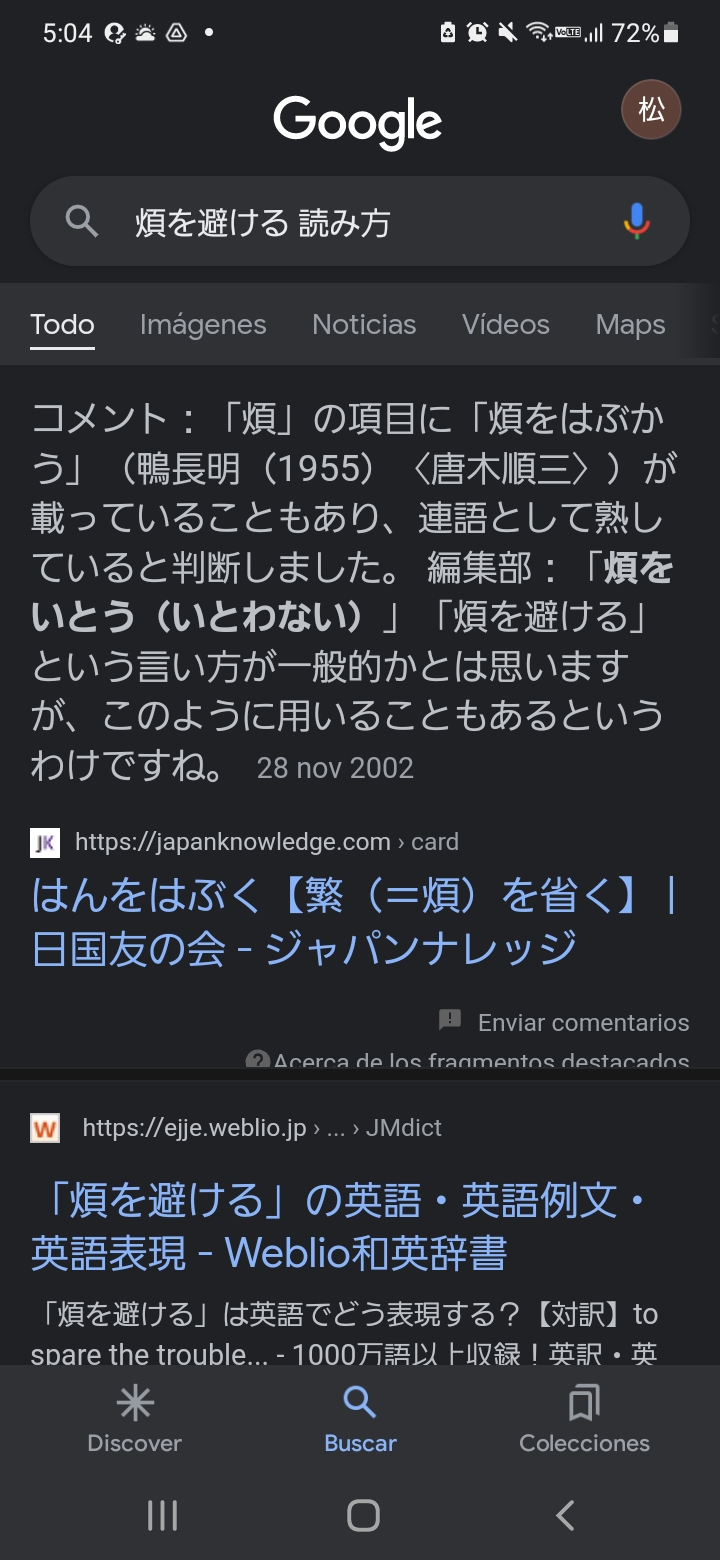 5:04 72%
Google
松
煩を避ける 読み方
Todo Imágenes Noticias Vídeos Maps
コメント：「煩」の項目に「煩をはぶか
う」（鴨長明（1955）〈唐木順三〉）が
載っていることもあり、連語として熟し
ていると判断しました。 編集部：「煩を
いとう（いとわない）」「煩を避ける」
という言い方が一般的かとは思います
が、このように用いることもあるという
わけですね。 28 nov 2002
JK https://japanknowledge.com › card
はんをはぶく【繁（＝煩）を省く】 |
日国友の会 - ジャパンナレッジ
Enviar comentarios
Acerca de los fragmentos destacados
W https://ejje.weblio.jp › ... › JMdict
「煩を避ける」の英語・英語例文・
英語表現 - Weblio和英辞書
「煩を避ける」は英語でどう表現する？【対訳】to
spare the trouble... - 1000万語以上収録！英訳・英
Discover Buscar Colecciones